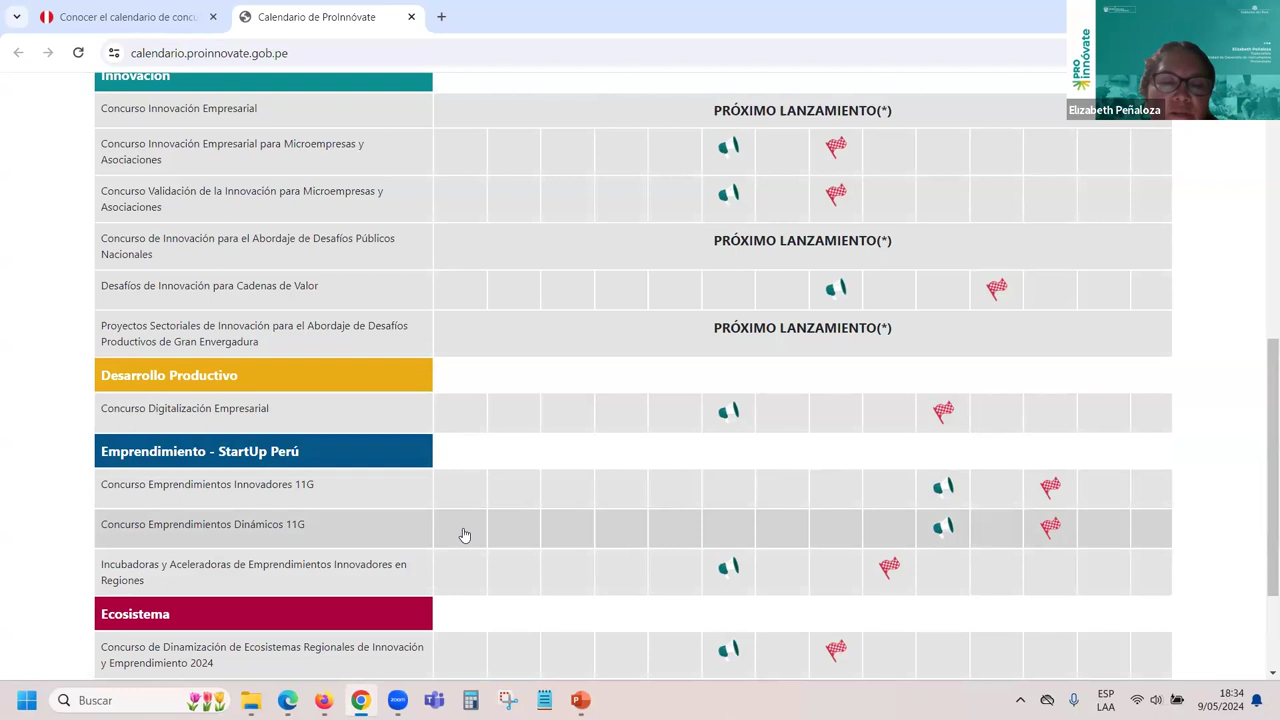 Conocer el calendario de concu
Calendario de ProInnóvate
calendario.proinnovate.gob.pe
PRO
innóvate
Elizabeth Peñaloza
Elizabeth Peñaloza
Innovación
Concurso Innovación Empresarial
PRÓXIMO LANZAMIENTO(*)
Concurso Innovación Empresarial para Microempresas y
Asociaciones
Concurso Validación de la Innovación para Microempresas y
Asociaciones
Concurso de Innovación para el Abordaje de Desafíos Públicos
Nacionales
PRÓXIMO LANZAMIENTO(*)
Desafíos de Innovación para Cadenas de Valor
Proyectos Sectoriales de Innovación para el Abordaje de Desafíos
Productivos de Gran Envergadura
PRÓXIMO LANZAMIENTO(*)
Desarrollo Productivo
Concurso Digitalización Empresarial
Emprendimiento - StartUp Perú
Concurso Emprendimientos Innovadores 11G
Concurso Emprendimientos Dinámicos 11G
Incubadoras y Aceleradoras de Emprendimientos Innovadores en
Regiones
Ecosistema
Concurso de Dinamización de Ecosistemas Regionales de Innovación
y Emprendimiento 2024
Buscar
ESP
LAA
18:34
9/05/2024